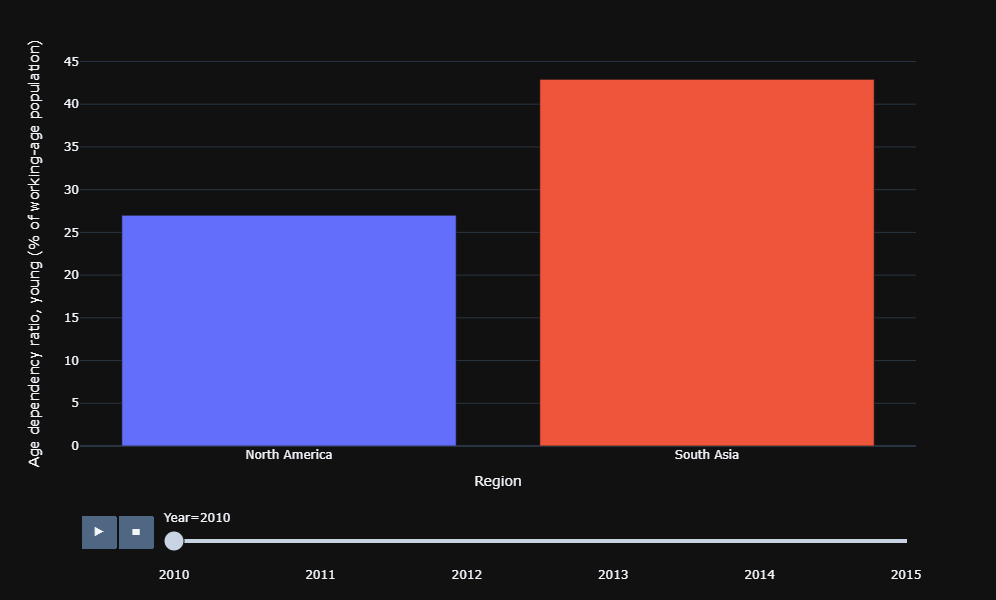 Age dependency ratio, young (% of working-age population)
45
40
35
30
25
20
15
10
5
0
North America South Asia
Region
Year=2010
2010 2011 2012 2013 2014 2015